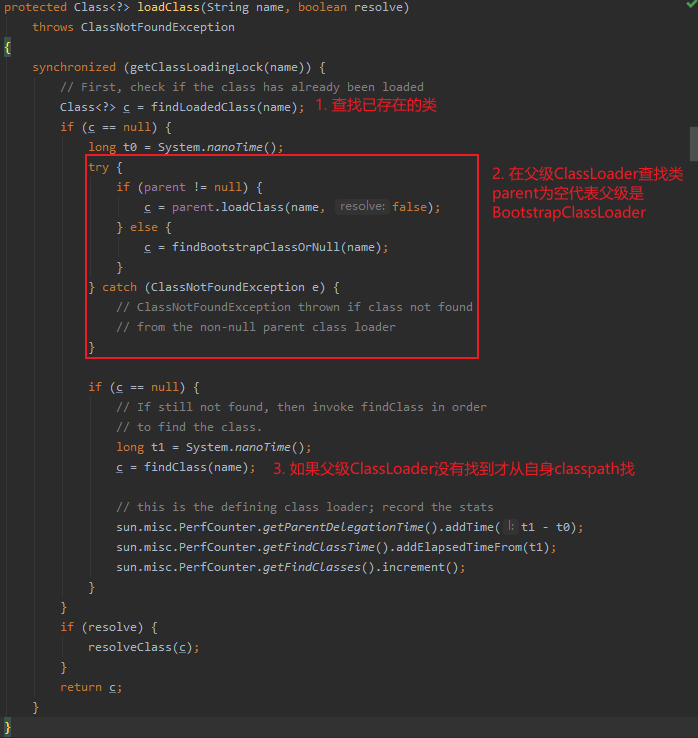 protected Class<?> loadClass(String name, boolean resolve)
    throws ClassNotFoundException
{
    synchronized (getClassLoadingLock(name)) {
        // First, check if the class has already been loaded
        Class<?> c = findLoadedClass(name); 1. 查找已存在的类
        if (c == null) {
            long t0 = System.nanoTime();
            try {
                if (parent != null) {
                    c = parent.loadClass(name, resolve: false);
                } else {
                    c = findBootstrapClassOrNull(name);
                }
            } catch (ClassNotFoundException e) {
                // ClassNotFoundException thrown if class not found
                // from the non-null parent class loader
            }
2. 在父级ClassLoader查找类
parent为空代表父级是
BootstrapClassLoader
            if (c == null) {
                // If still not found, then invoke findClass in order
                // to find the class.
                long t1 = System.nanoTime();
                c = findClass(name); 3. 如果父级ClassLoader没有找到才从自身classpath找
                // this is the defining class loader; record the stats
                sun.misc.PerfCounter.getParentDelegationTime().addTime( l: t1 - t0);
                sun.misc.PerfCounter.getFindClassTime().addElapsedTimeFrom(t1);
                sun.misc.PerfCounter.getFindClasses().increment();
            }
        }
        if (resolve) {
            resolveClass(c);
        }
        return c;
    }
}